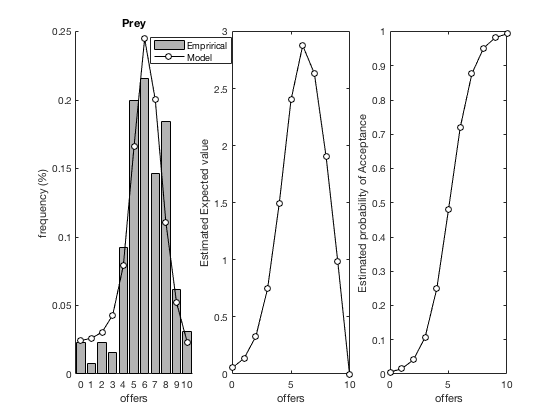 Prey
Emprirical
Model
frequency (%)
0.25
0.2
0.15
0.1
0.05
0
0 1 2 3 4 5 6 7 8 9 10
offers
Estimated Expected value
3
2.5
2
1.5
1
0.5
0
0 5 10
offers
Estimated probability of Acceptance
1
0.9
0.8
0.7
0.6
0.5
0.4
0.3
0.2
0.1
0
0 5 10
offers